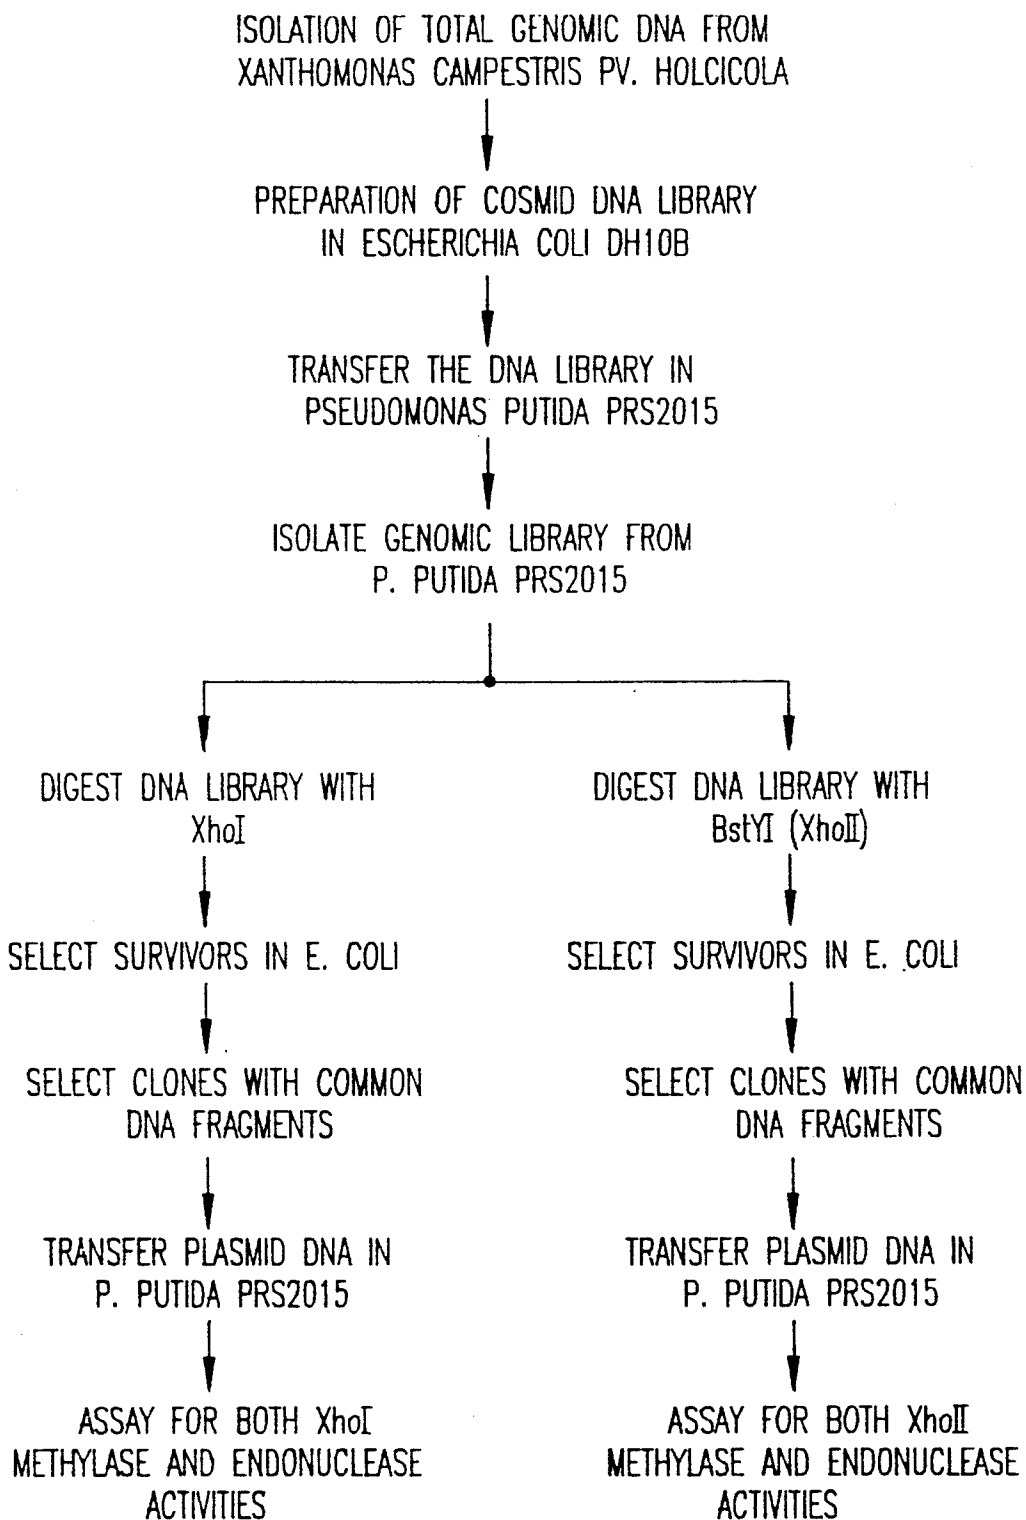 ISOLATION OF TOTAL GENOMIC DNA FROM
XANTHOMONAS CAMPESTRIS PV. HOLCICOLA
PREPARATION OF COSMID DNA LIBRARY
IN ESCHERICHIA COLI DH10B
TRANSFER THE DNA LIBRARY IN
PSEUDOMONAS PUTIDA PRS2015
ISOLATE GENOMIC LIBRARY FROM
P. PUTIDA PRS2015
DIGEST DNA LIBRARY WITH
XhoI
SELECT SURVIVORS IN E. COLI
SELECT CLONES WITH COMMON
DNA FRAGMENTS
TRANSFER PLASMID DNA IN
P. PUTIDA PRS2015
ASSAY FOR BOTH XhoI
METHYLASE AND ENDONUCLEASE
ACTIVITIES
DIGEST DNA LIBRARY WITH
BstYI (XhoII)
SELECT SURVIVORS IN E. COLI
SELECT CLONES WITH COMMON
DNA FRAGMENTS
TRANSFER PLASMID DNA IN
P. PUTIDA PRS2015
ASSAY FOR BOTH XhoII
METHYLASE AND ENDONUCLEASE
ACTIVITIES